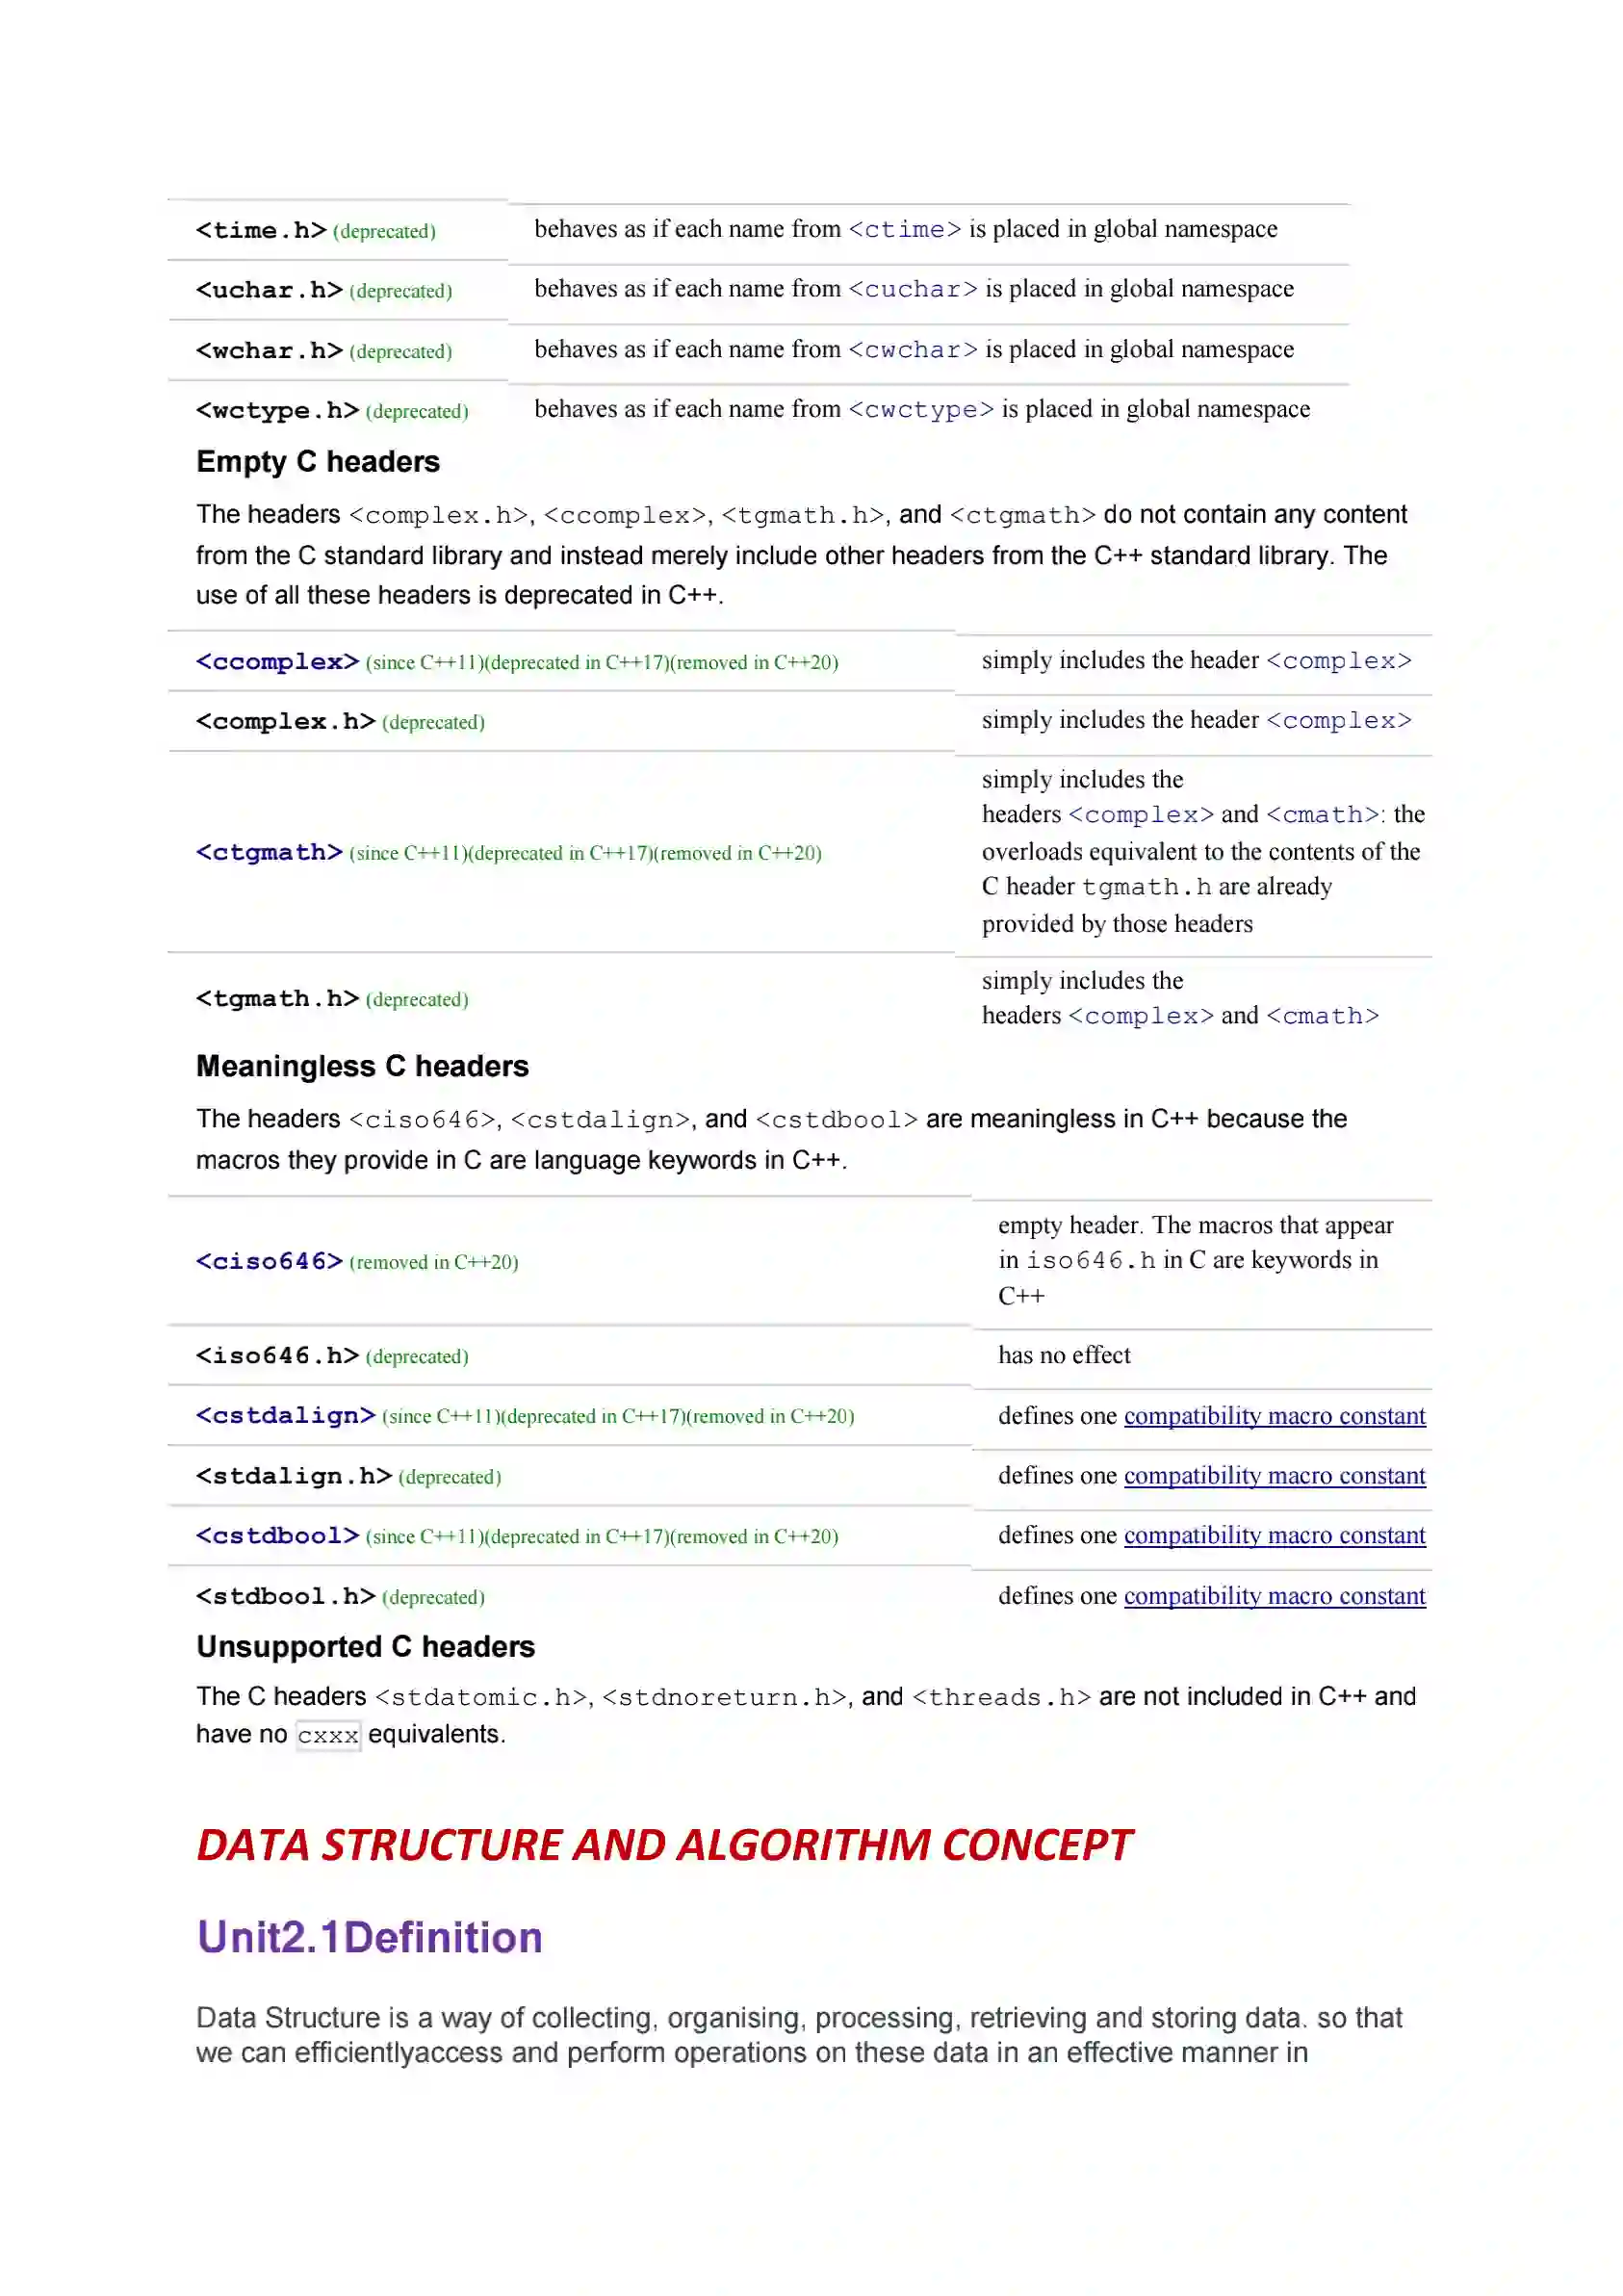 <time.h> (deprecated) behaves as if each name from <ctime> is placed in global namespace
<uchar.h> (deprecated) behaves as if each name from <cuchar> is placed in global namespace
<wchar.h> (deprecated) behaves as if each name from <cwchar> is placed in global namespace
<wctype.h> (deprecated) behaves as if each name from <cwctype> is placed in global namespace
Empty C headers
The headers <complex.h>, <ccomplex>, <tgmath.h>, and <ctgmath> do not contain any content
from the C standard library and instead merely include other headers from the C++ standard library. The
use of all these headers is deprecated in C++.
<ccomplex> (since C++11)(deprecated in C++17)(removed in C++20) simply includes the header <complex>
<complex.h> (deprecated) simply includes the header <complex>
<ctgmath> (since C++11)(deprecated in C++17)(removed in C++20)
simply includes the
headers <complex> and <cmath>: the
overloads equivalent to the contents of the
C header tgmath.h are already
provided by those headers
<tgmath.h> (deprecated)
simply includes the
headers <complex> and <cmath>
Meaningless C headers
The headers <ciso646>, <cstdalign>, and <cstdbool> are meaningless in C++ because the
macros they provide in C are language keywords in C++.
<ciso646> (removed in C++20)
empty header. The macros that appear
in iso646.h in C are keywords in
C++
<iso646.h> (deprecated) has no effect
<cstdalign> (since C++11)(deprecated in C++17)(removed in C++20) defines one compatibility macro constant
<stdalign.h> (deprecated) defines one compatibility macro constant
<cstdbool> (since C++11)(deprecated in C++17)(removed in C++20) defines one compatibility macro constant
<stdbool.h> (deprecated) defines one compatibility macro constant
Unsupported C headers
The C headers <stdatomic.h>, <stdnoreturn.h>, and <threads.h> are not included in C++ and
have no cxxx equivalents.
DATA STRUCTURE AND ALGORITHM CONCEPT
Unit2.1Definition
Data Structure is a way of collecting, organising, processing, retrieving and storing data. so that
we can efficientlyaccess and perform operations on these data in an effective manner in